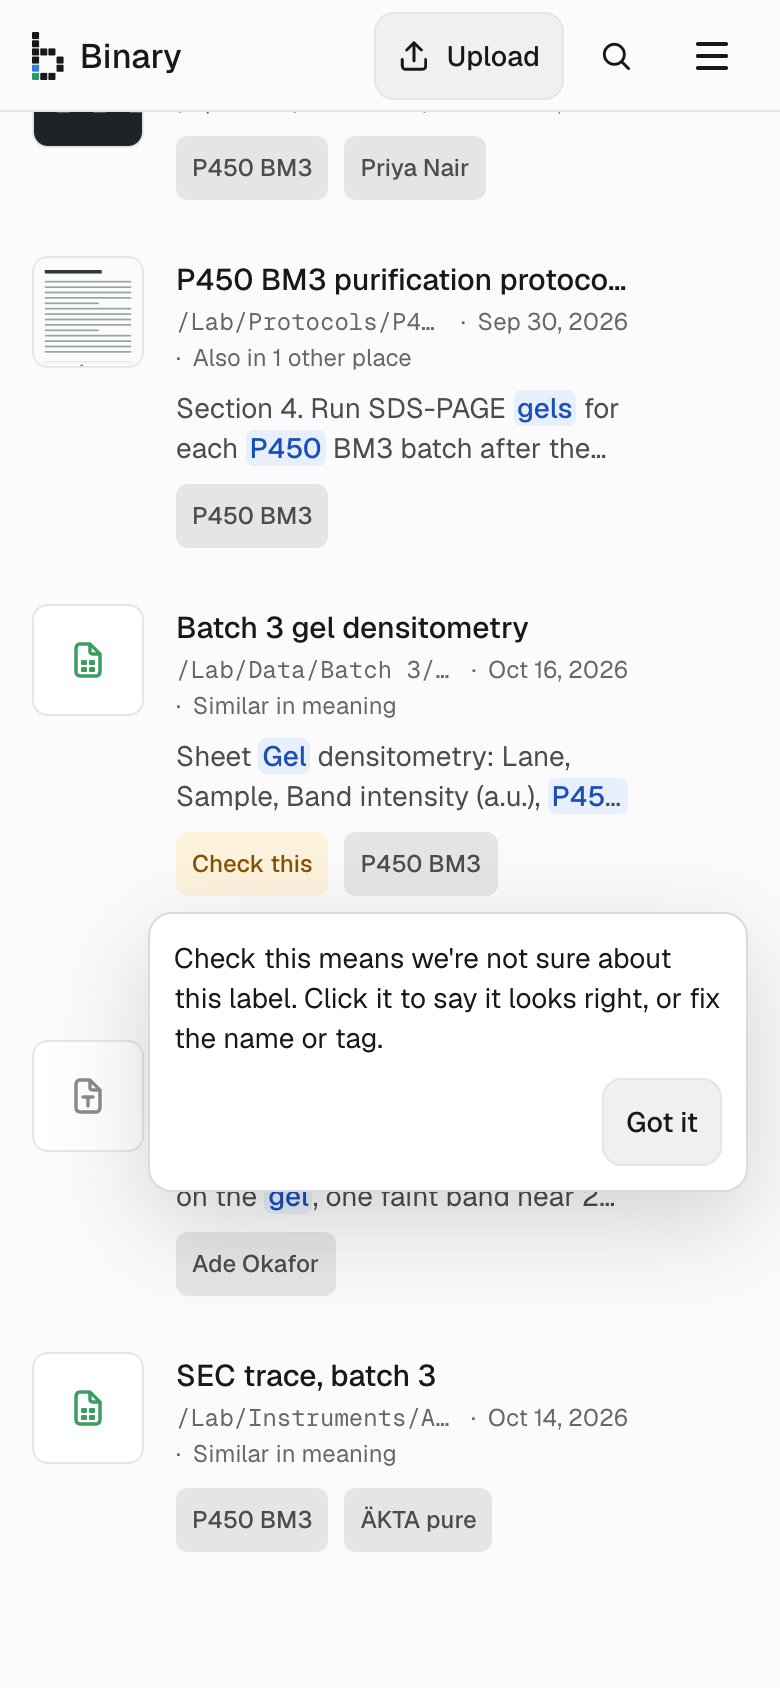 Binary
Upload
P450 BM3
Priya Nair
P450 BM3 purification protoco...
/Lab/Protocols/P4… · Sep 30, 2026
· Also in 1 other place
Section 4. Run SDS-PAGE gels for
each P450 BM3 batch after the...
P450 BM3
Batch 3 gel densitometry
/Lab/Data/Batch 3/… · Oct 16, 2026
· Similar in meaning
Sheet Gel densitometry: Lane,
Sample, Band intensity (a.u.), P45...
Check this
P450 BM3
Check this means we're not sure about
this label. Click it to say it looks right, or fix
the name or tag.
Got it
on the gel, one faint band near 2...
Ade Okafor
SEC trace, batch 3
/Lab/Instruments/A… · Oct 14, 2026
· Similar in meaning
P450 BM3
ÄKTA pure